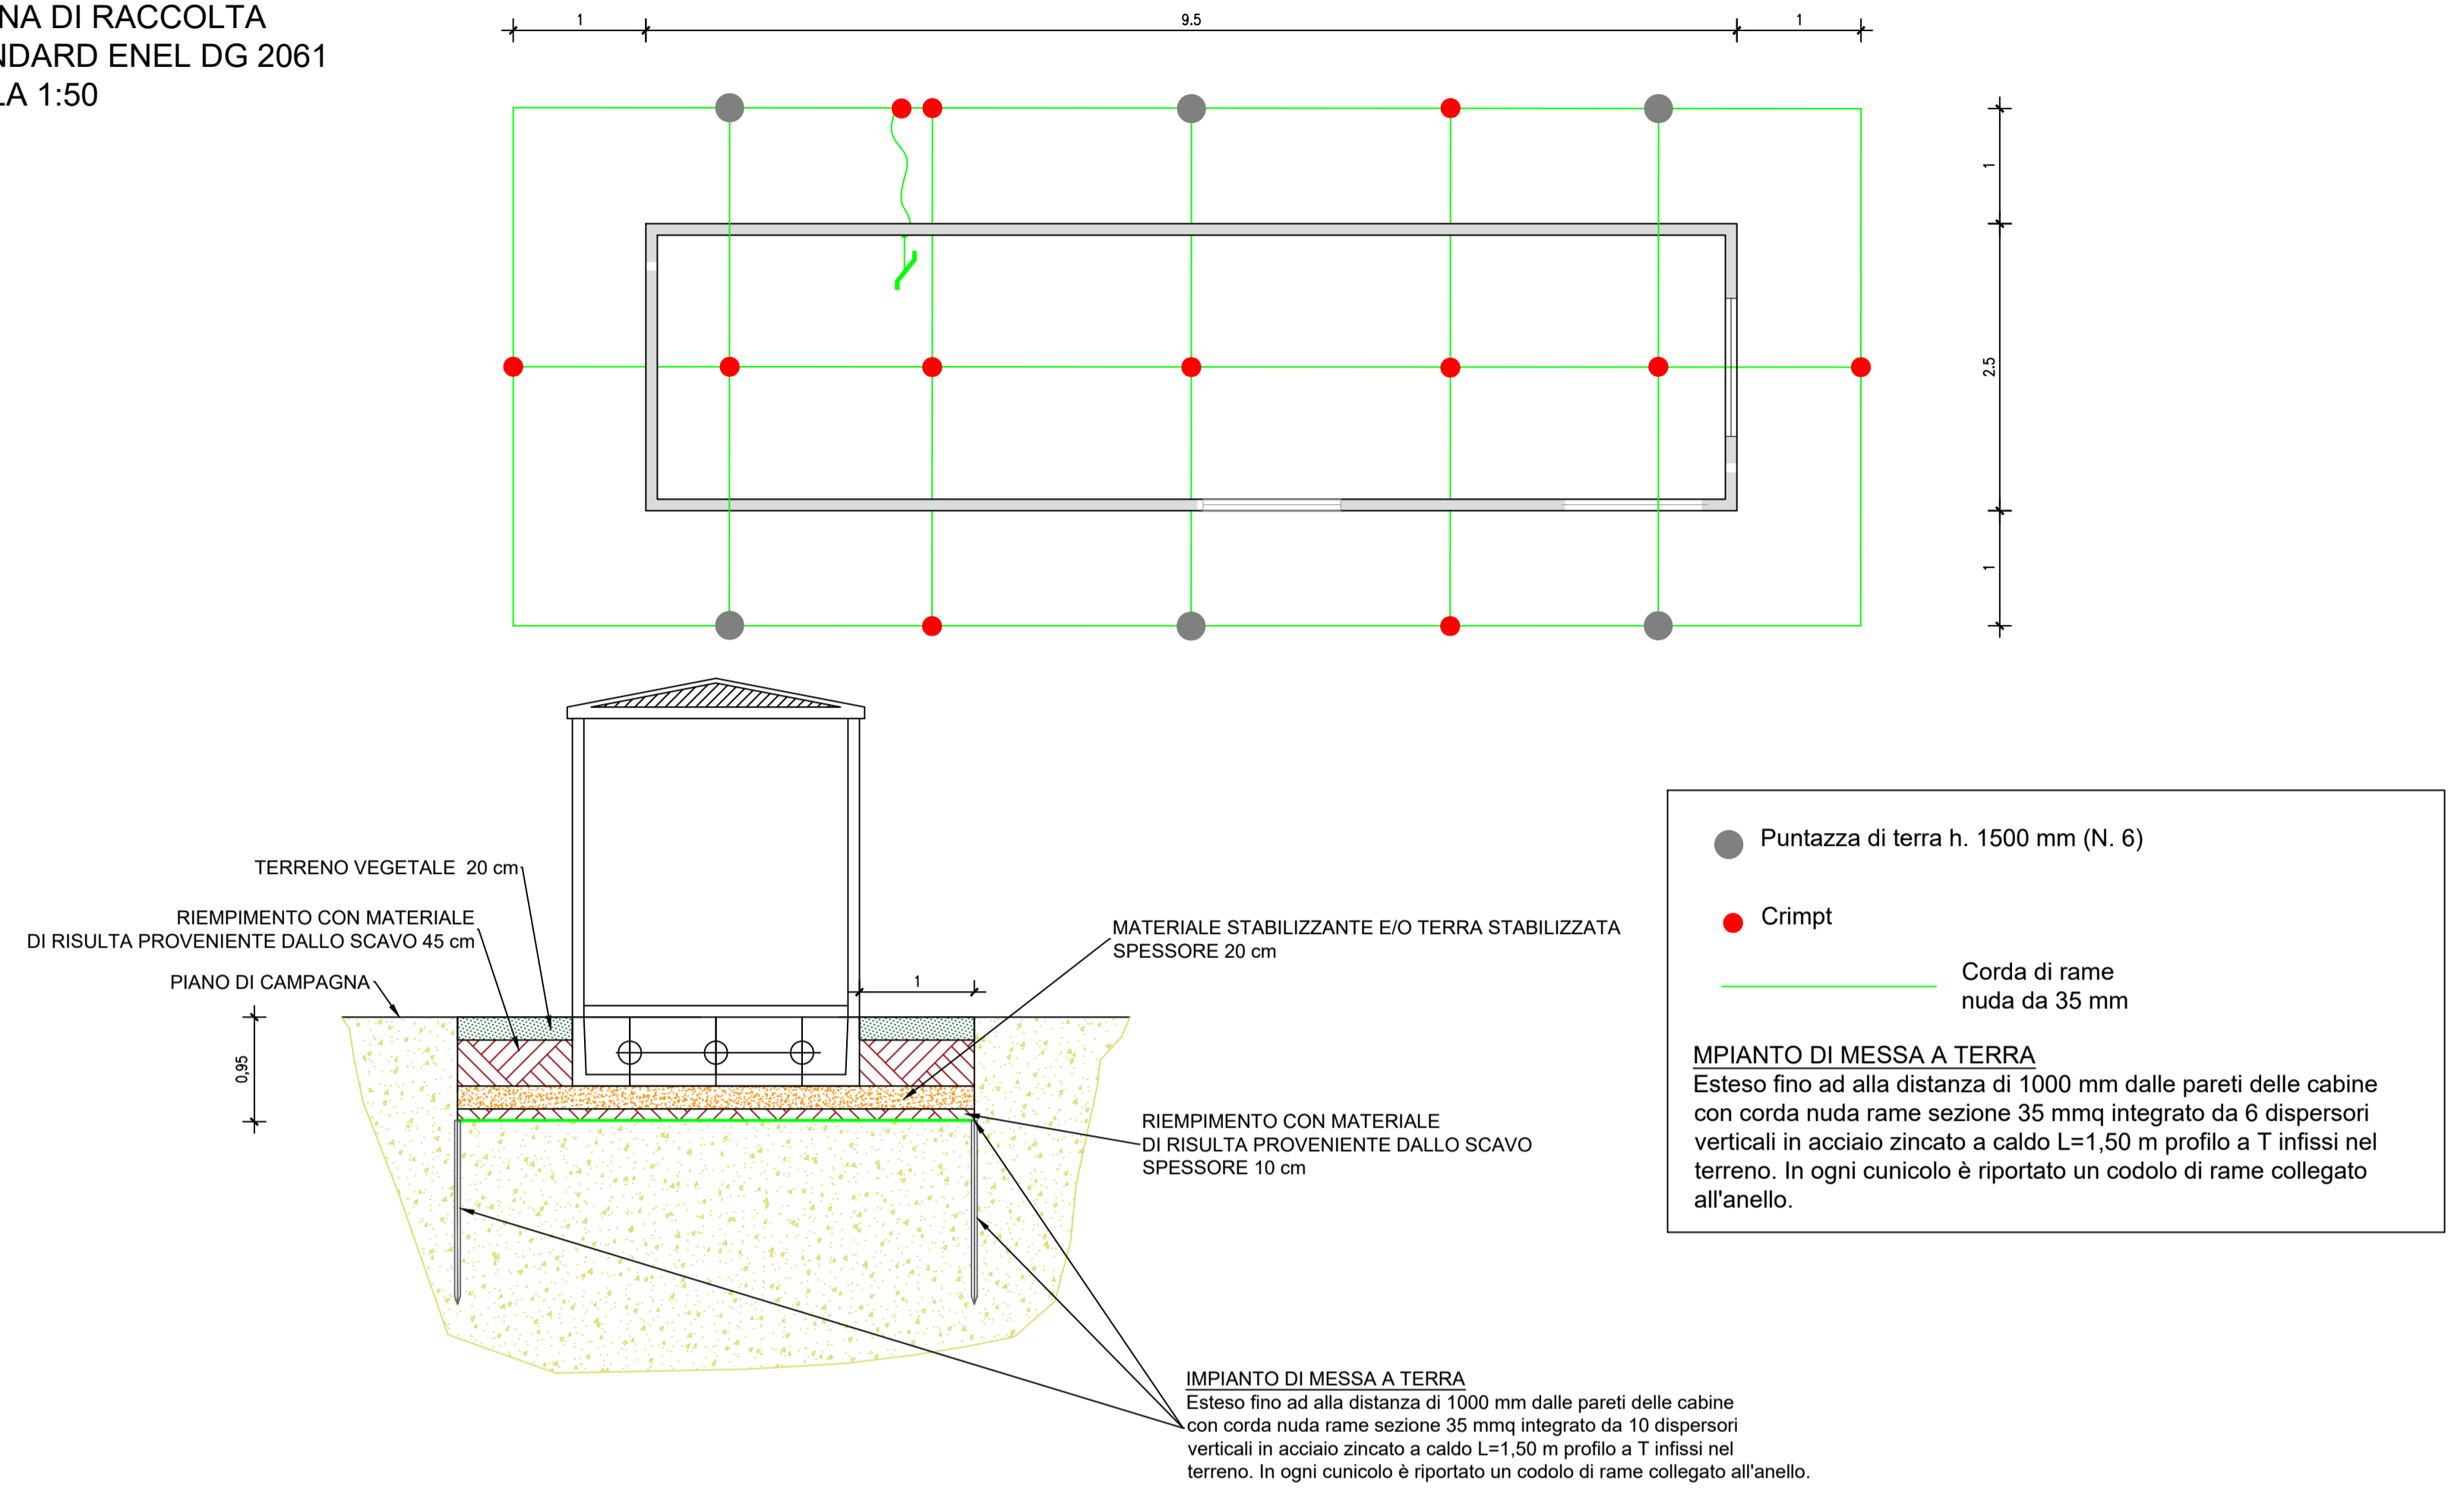 NA DI RACCOLTA
NDARD ENEL DG 2061
LA 1:50
1
9.5
1
1
2.5
1
TERRENO VEGETALE 20 cm
RIEMPIMENTO CON MATERIALE
DI RISULTA PROVENIENTE DALLO SCAVO 45 cm
PIANO DI CAMPAGNA
0,95
1
MATERIALE STABILIZZANTE E/O TERRA STABILIZZATA
SPESSORE 20 cm
RIEMPIMENTO CON MATERIALE
DI RISULTA PROVENIENTE DALLO SCAVO
SPESSORE 10 cm
IMPIANTO DI MESSA A TERRA
Esteso fino ad alla distanza di 1000 mm dalle pareti delle cabine
con corda nuda rame sezione 35 mmq integrato da 10 dispersori
verticali in acciaio zincato a caldo L=1,50 m profilo a T infissi nel
terreno. In ogni cunicolo è riportato un codolo di rame collegato all'anello.
Puntazza di terra h. 1500 mm (N. 6)
Crimpt
Corda di rame
nuda da 35 mm
MPIANTO DI MESSA A TERRA
Esteso fino ad alla distanza di 1000 mm dalle pareti delle cabine
con corda nuda rame sezione 35 mmq integrato da 6 dispersori
verticali in acciaio zincato a caldo L=1,50 m profilo a T infissi nel
terreno. In ogni cunicolo è riportato un codolo di rame collegato
all'anello.